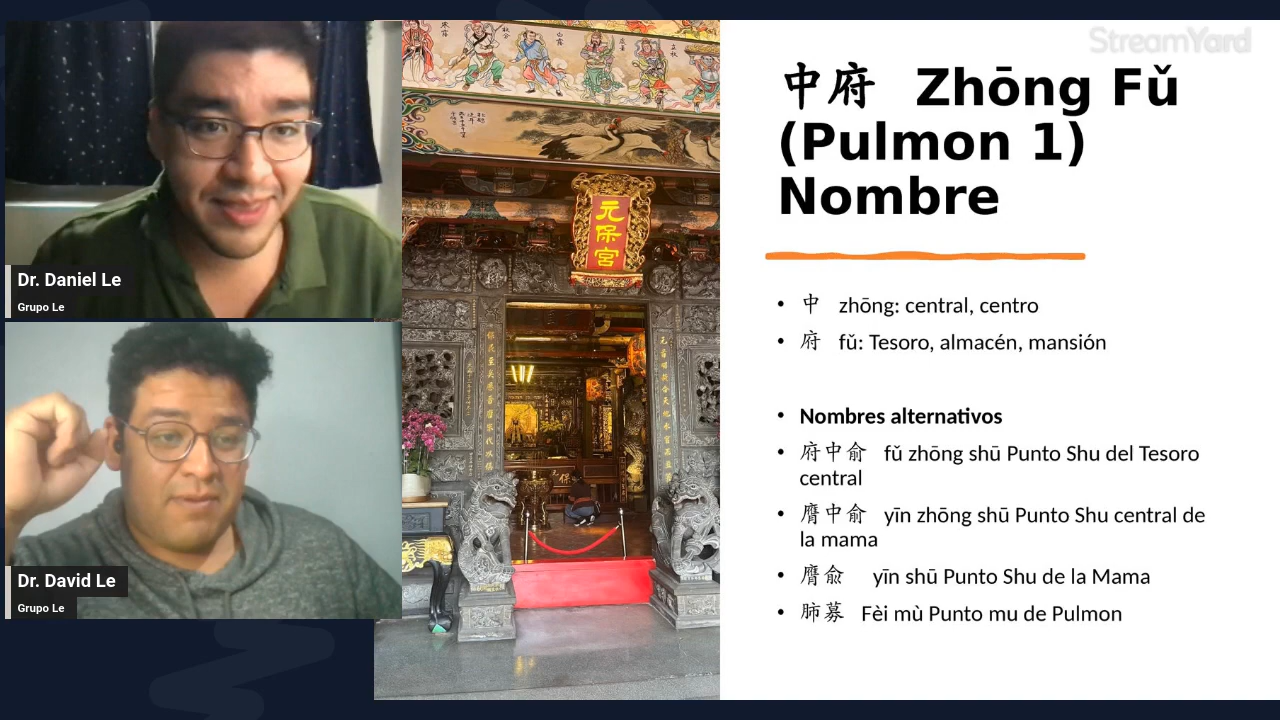 StreamYard
中府 Zhōng Fǔ
(Pulmon 1)
Nombre
• 中 zhōng: central, centro
• 府 fǔ: Tesoro, almacén, mansión
• Nombres alternativos
• 府中俞 fǔ zhōng shū Punto Shu del Tesoro
central
• 膺中俞 yīn zhōng shū Punto Shu central de
la mama
• 膺俞 yīn shū Punto Shu de la Mama
• 肺募 Fèi mù Punto mu de Pulmon
元保宮
Dr. Daniel Le
Grupo Le
Dr. David Le
Grupo Le